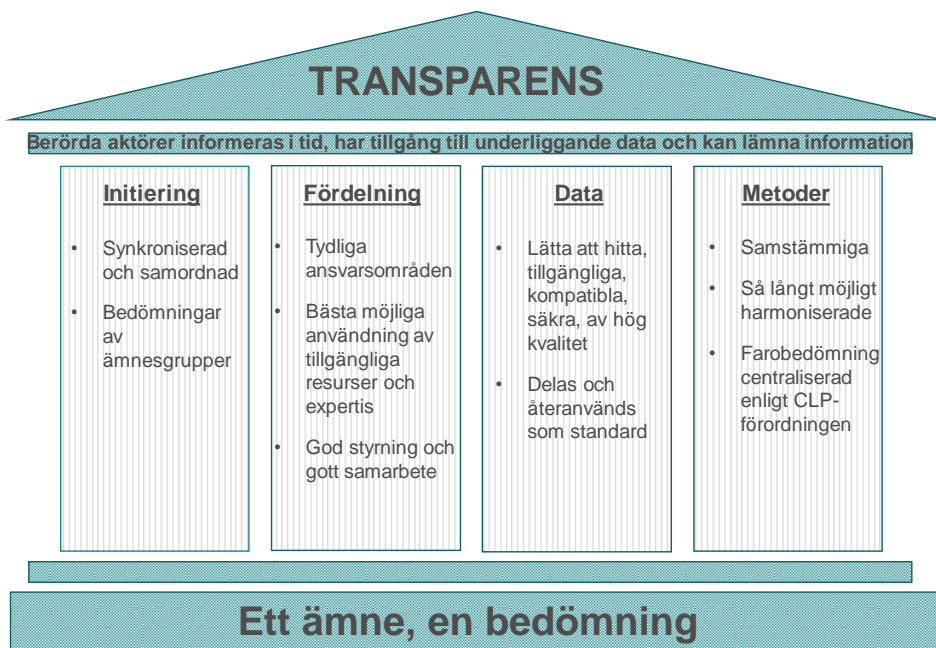 TRANSPARENS
Berörda aktörer informeras i tid, har tillgång till underliggande data och kan lämna information
Initiering
• Synkroniserad
och samordnad
• Bedömningar
av
ämnesgrupper
Fördelning
• Tydliga
ansvarsområden
• Bästa möjliga
användning av
tillgängliga
resurser och
expertis
• God styrning och
gott samarbete
Data
• Lätta att hitta,
tillgängliga,
kompatibla,
säkra, av hög
kvalitet
• Delas och
återanvänds
som standard
Metoder
• Samstämmiga
• Så långt möjligt
harmoniserade
• Farobedömning
centraliserad
enligt CLP-
förordningen
Ett ämne, en bedömning